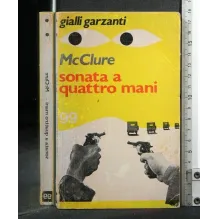 gialli garzanti
McClure
sonata a
quattro mani